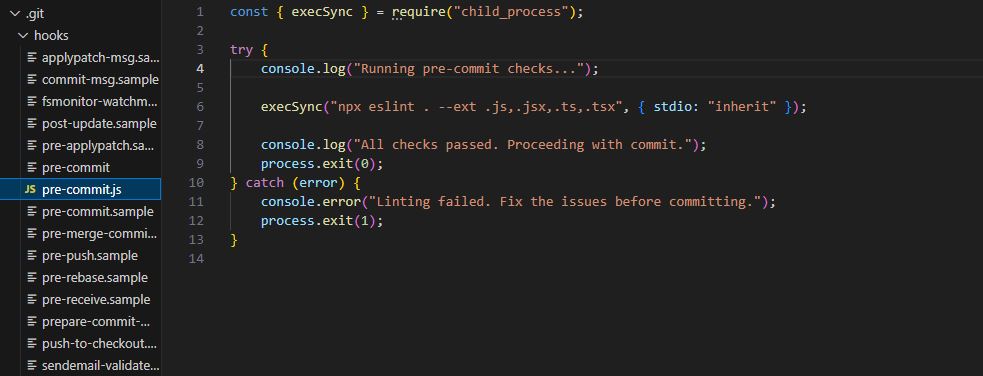 .git
hooks
applypatch-msg.sa...
commit-msg.sample
fsmonitor-watchm...
post-update.sample
pre-applypatch.sa...
pre-commit
JS pre-commit.js
pre-commit.sample
pre-merge-commi...
pre-push.sample
pre-rebase.sample
pre-receive.sample
prepare-commit-...
push-to-checkout....
sendemail-validate...
1 const { execSync } = require("child_process");
2
3 try {
4     console.log("Running pre-commit checks...");
5
6     execSync("npx eslint . --ext .js,.jsx,.ts,.tsx", { stdio: "inherit" });
7
8     console.log("All checks passed. Proceeding with commit.");
9     process.exit(0);
10 } catch (error) {
11     console.error("Linting failed. Fix the issues before committing.");
12     process.exit(1);
13 }
14